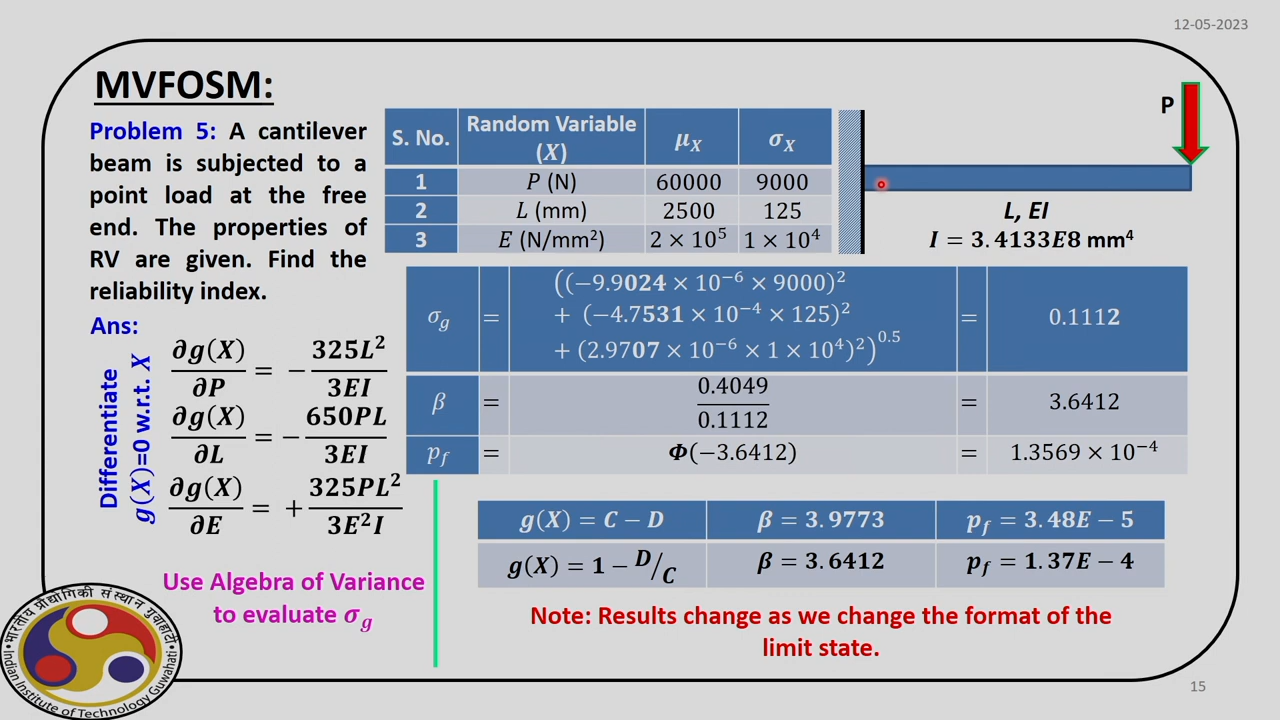 12-05-2023
MVFOSM:
Problem 5: A cantilever
beam is subjected to a
point load at the free
end. The properties of
RV are given. Find the
reliability index.
Ans:
S. No. Random Variable (X) μ_X σ_X
1 P (N) 60000 9000
2 L (mm) 2500 125
3 E (N/mm²) 2 × 10⁵ 1 × 10⁴
P
L, EI
I = 3.4133E8 mm⁴
Differentiate
g(X)=0 w.r.t. X
∂g(X)/∂P = − 325L²/3EI
∂g(X)/∂L = − 650PL/3EI
∂g(X)/∂E = + 325PL²/3E²I
Use Algebra of Variance
to evaluate σ_g
σ_g = ((−9.9024 × 10⁻⁶ × 9000)²
+ (−4.7531 × 10⁻⁴ × 125)²
+ (2.9707 × 10⁻⁶ × 1 × 10⁴)²)^0.5 = 0.1112
β = 0.4049/0.1112 = 3.6412
p_f = Φ(−3.6412) = 1.3569 × 10⁻⁴
g(X) = C − D β = 3.9773 p_f = 3.48E − 5
g(X) = 1 − D/C β = 3.6412 p_f = 1.37E − 4
Note: Results change as we change the format of the
limit state.
भारतीय प्रौद्योगिकी संस्थान गुवाहाटी
Indian Institute of Technology Guwahati
15